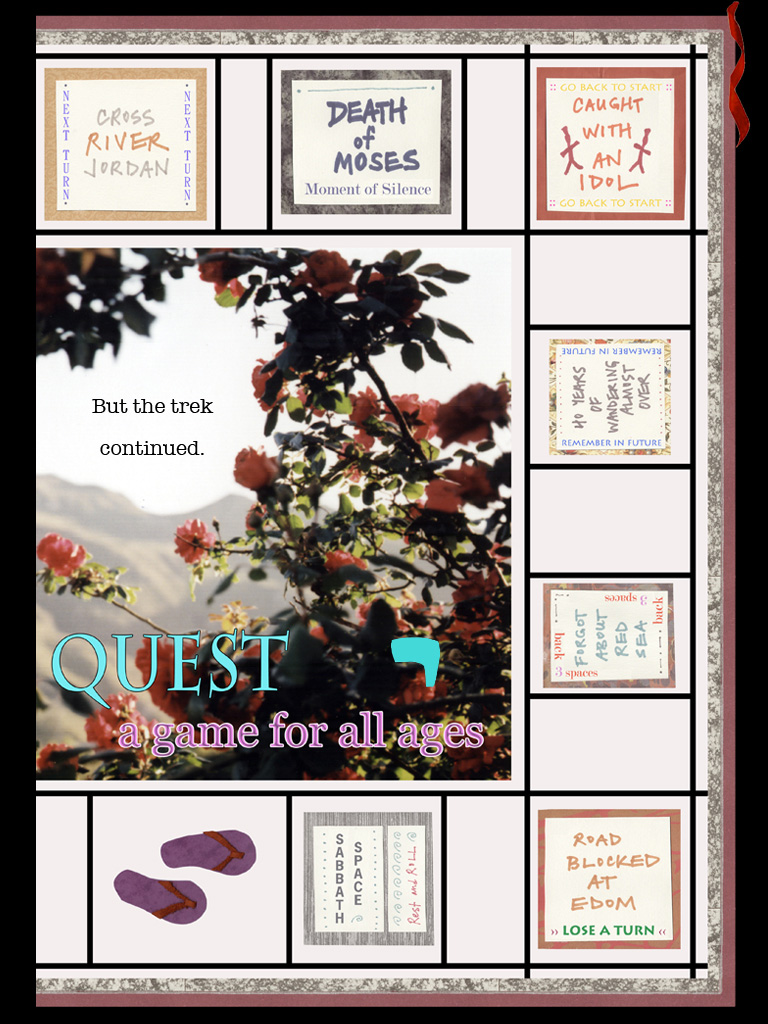 NEXT TURN
CROSS
RIVER
JORDAN
NEXT TURN
DEATH
of
MOSES
Moment of Silence
GO BACK TO START
CAUGHT
WITH
AN
IDOL
GO BACK TO START
REMEMBER IN FUTURE
40 YEARS
OF
WANDERING
ALMOST
OVER
REMEMBER IN FUTURE
But the trek
continued.
back
3 spaces
FORGOT
ABOUT
RED
SEA
back
3 spaces
QUEST
י
a game for all ages
SABBATH
SPACE
Rest and Roll
ROAD
BLOCKED
AT
EDOM
›› LOSE A TURN ‹‹